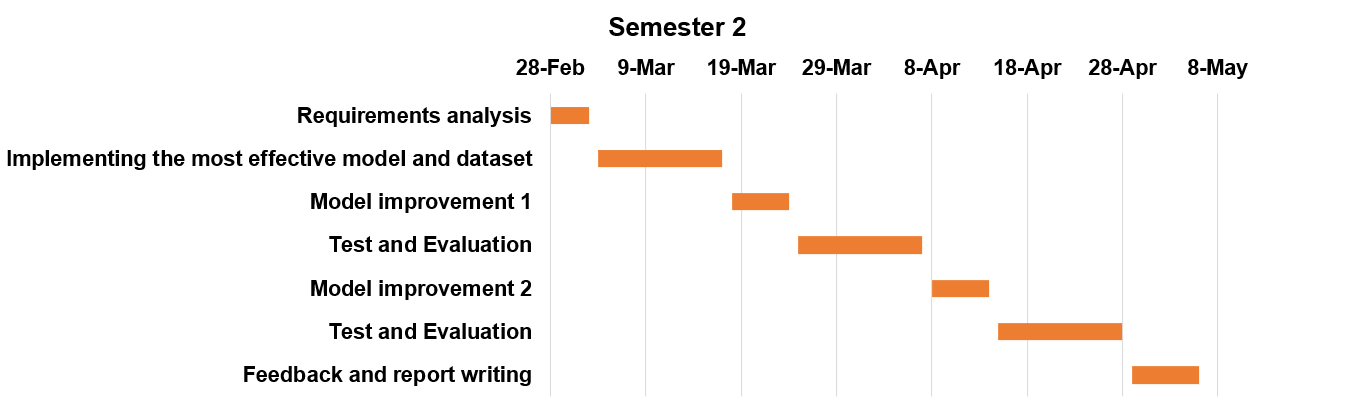 Semester 2
28-Feb 9-Mar 19-Mar 29-Mar 8-Apr 18-Apr 28-Apr 8-May
Requirements analysis
Implementing the most effective model and dataset
Model improvement 1
Test and Evaluation
Model improvement 2
Test and Evaluation
Feedback and report writing